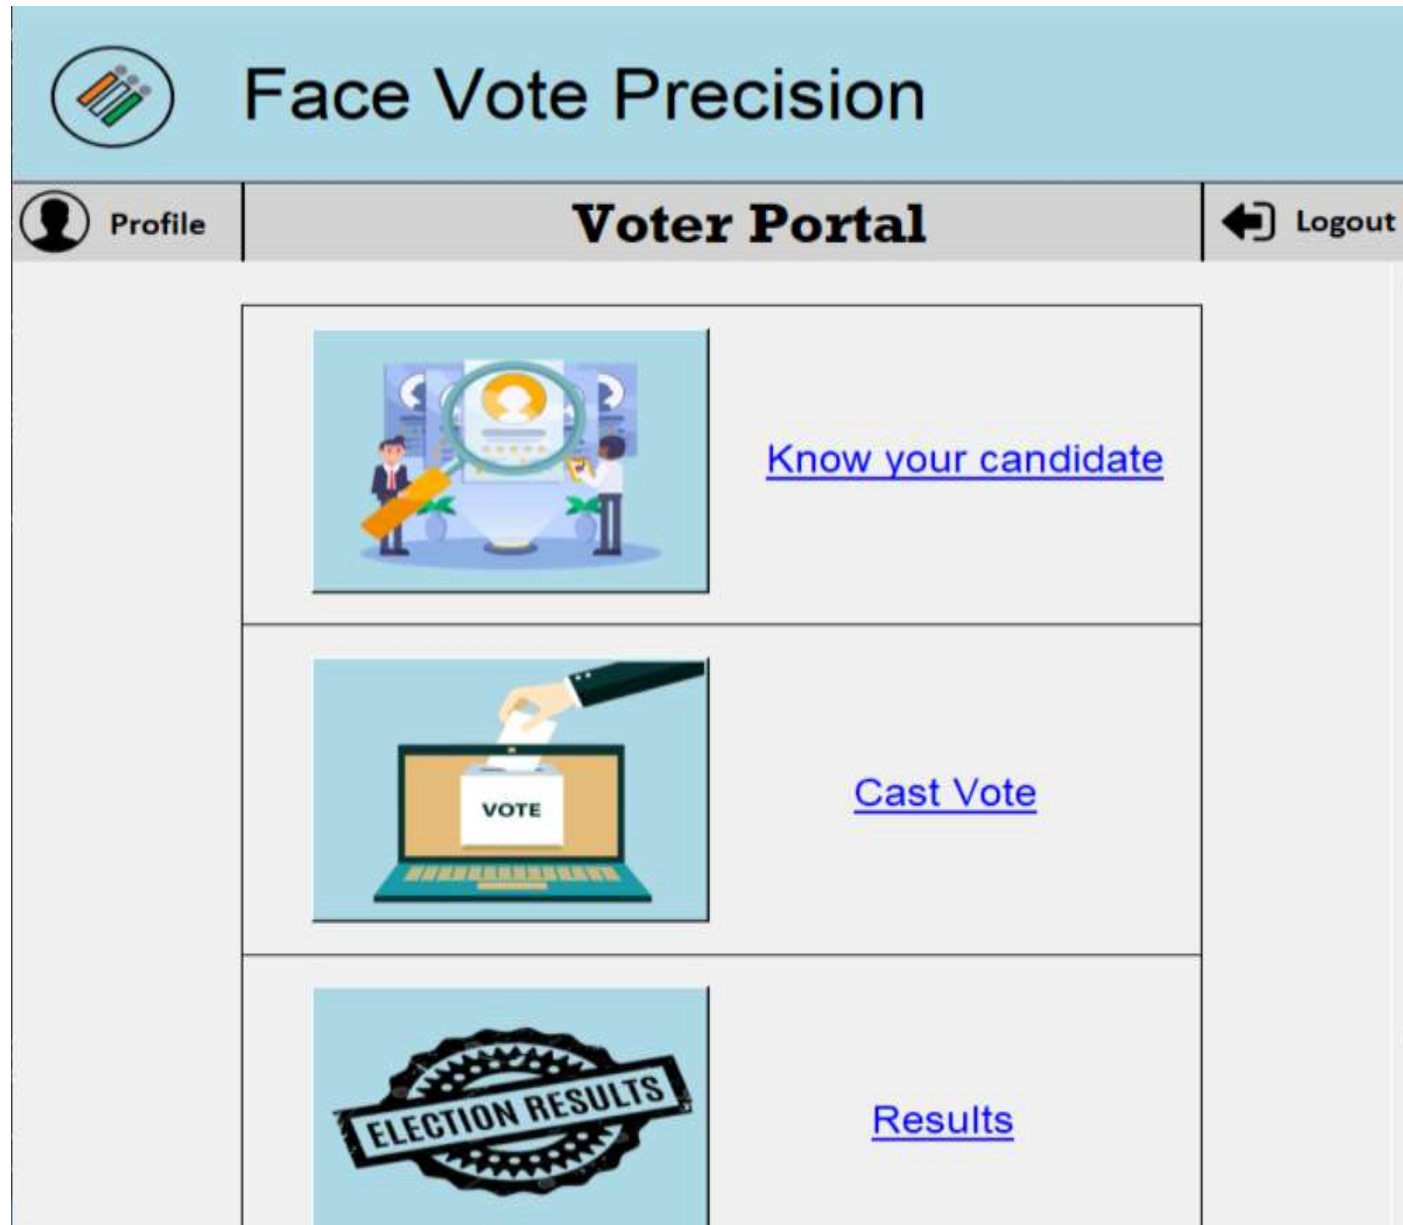 Face Vote Precision
Profile
Voter Portal
Logout
Know your candidate
VOTE
Cast Vote
ELECTION RESULTS
Results